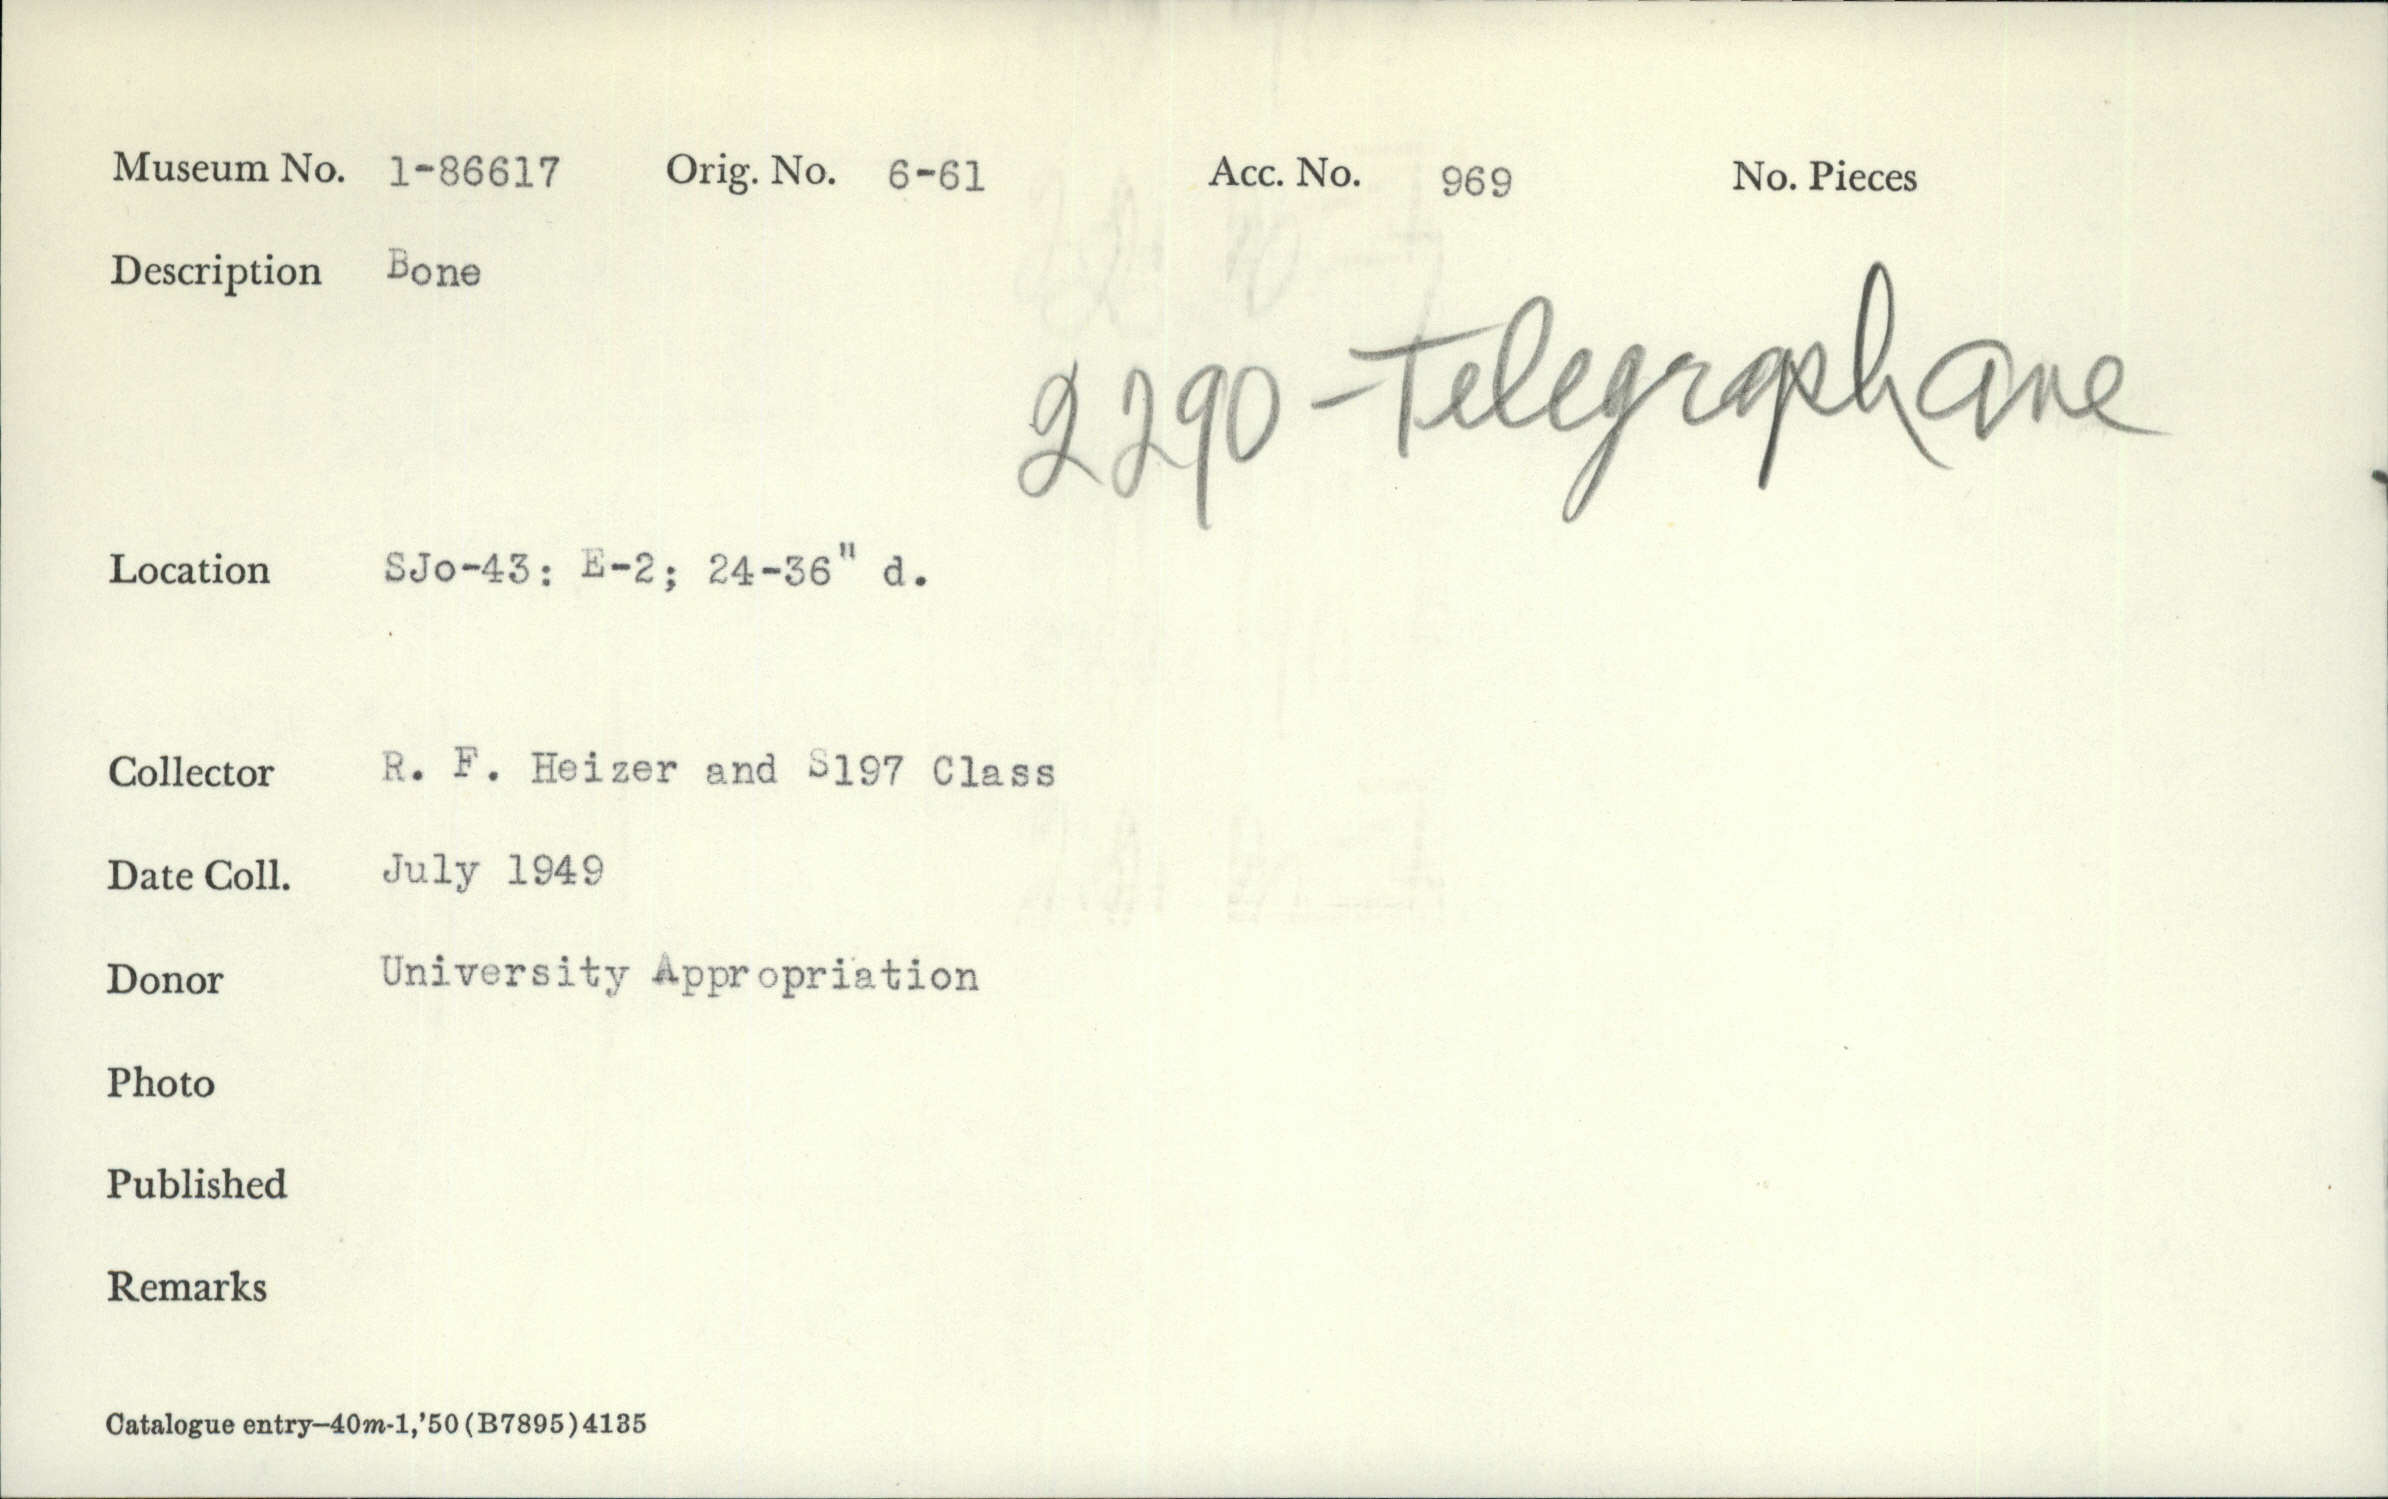 Museum No. 1-86617 Orig. No. 6-61 Acc. No. 969 No. Pieces
Description Bone
2290-Telegraph Ave
Location SJo-43: E-2; 24-36" d.
Collector R. F. Heizer and S197 Class
Date Coll. July 1949
Donor University Appropriation
Photo
Published
Remarks
Catalogue entry—40m-1,'50(B7895)4135